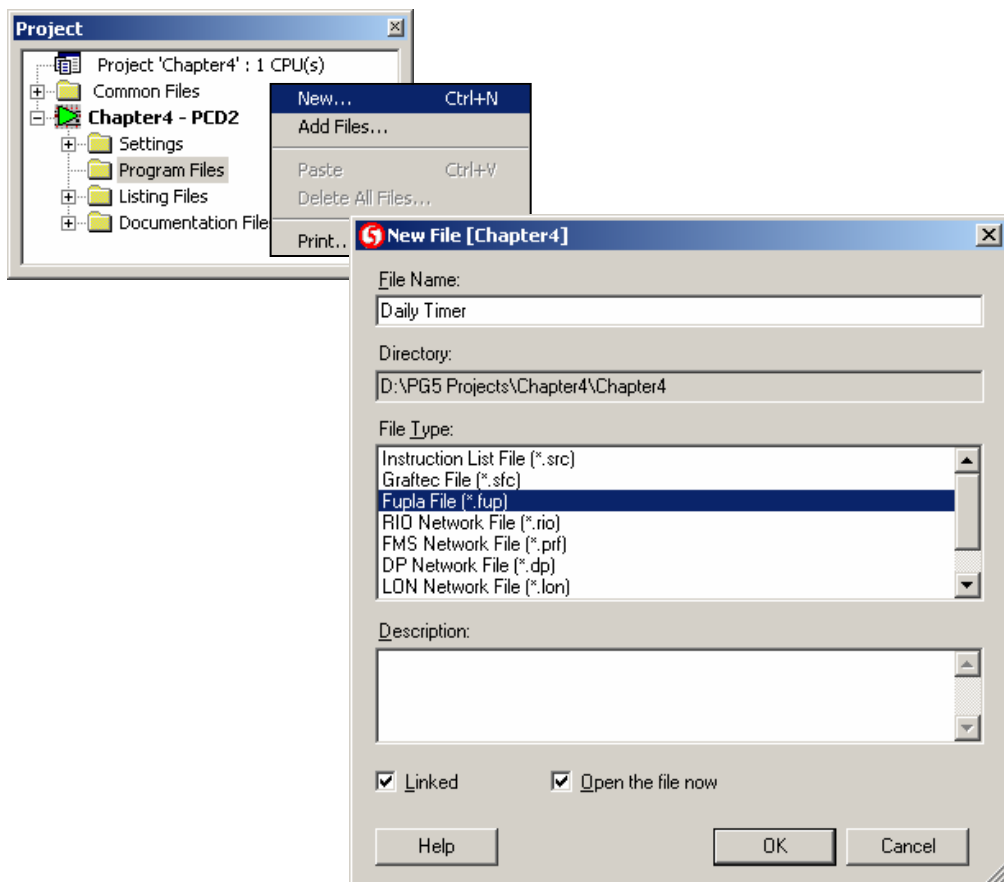 Project
Project 'Chapter4' : 1 CPU(s)
Common Files
Chapter4 - PCD2
Settings
Program Files
Listing Files
Documentation File
New... Ctrl+N
Add Files...
Paste Ctrl+V
Delete All Files...
Print..
New File [Chapter4]
File Name:
Daily Timer
Directory:
D:\PG5 Projects\Chapter4\Chapter4
File Type:
Instruction List File (*.src)
Graftec File (*.sfc)
Fupla File (*.fup)
RIO Network File (*.rio)
FMS Network File (*.prf)
DP Network File (*.dp)
LON Network File (*.lon)
Description:
Linked
Open the file now
Help
OK
Cancel